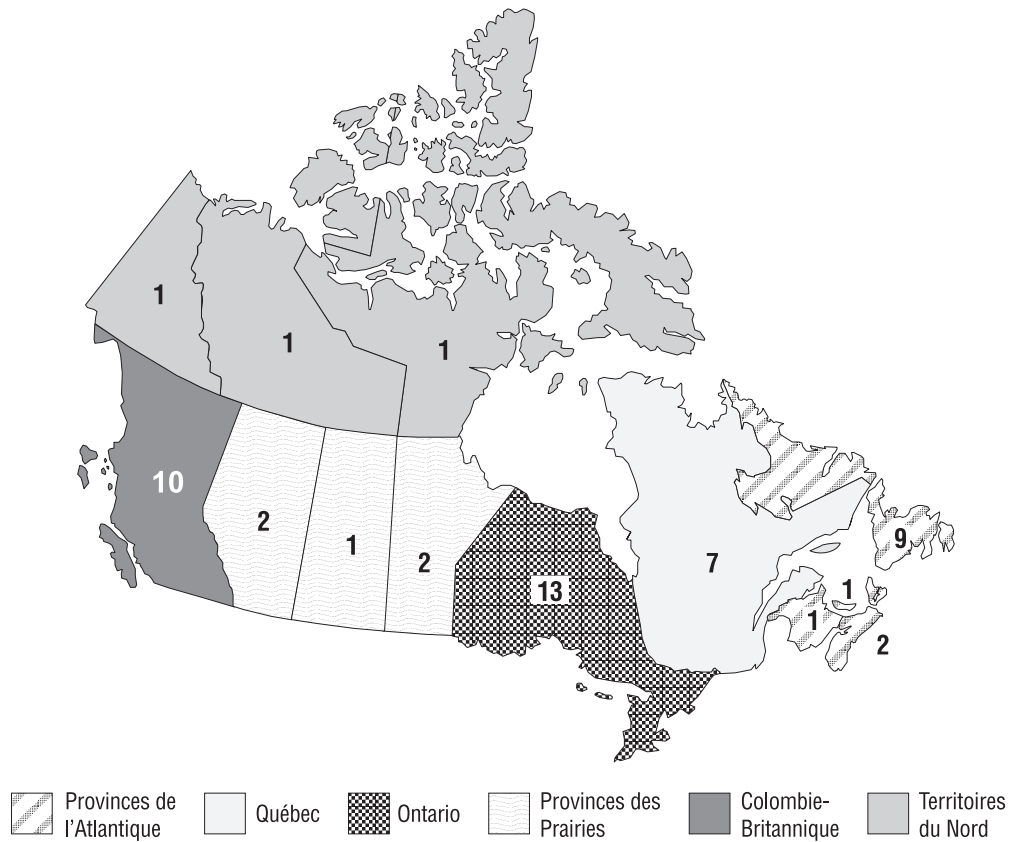 1
1
1
10
2
1
2
13
7
9
1
1
2
Provinces de
l'Atlantique
Québec
Ontario
Provinces des
Prairies
Colombie-
Britannique
Territoires
du Nord